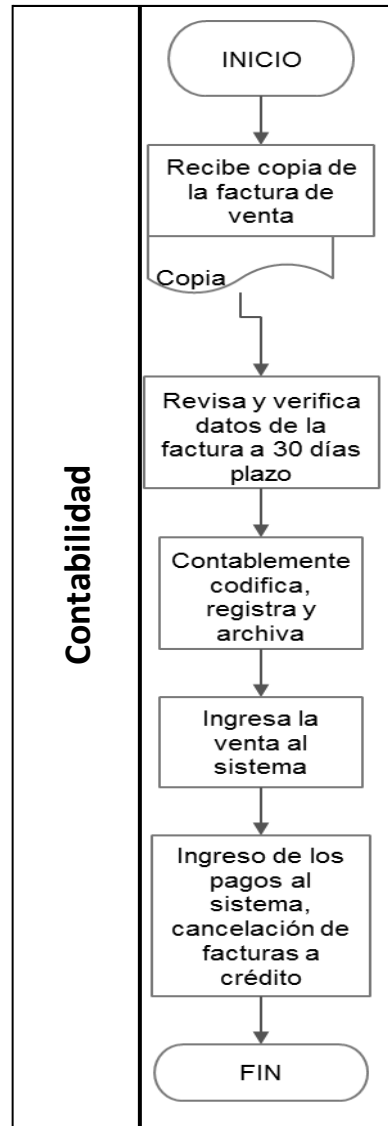 Contabilidad
INICIO
Recibe copia de
la factura de
venta
Copia
Revisa y verifica
datos de la
factura a 30 días
plazo
Contablemente
codifica,
registra y
archiva
Ingresa la
venta al
sistema
Ingreso de los
pagos al
sistema,
cancelación de
facturas a
crédito
FIN